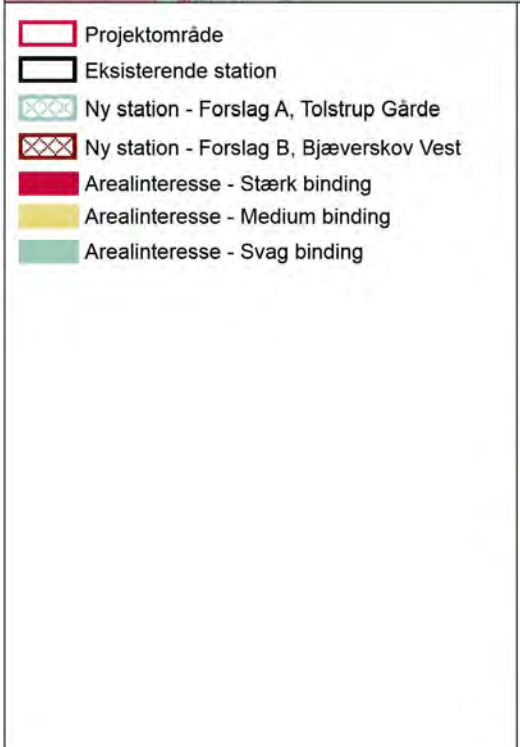 Projektområde
Eksisterende station
Ny station - Forslag A, Tolstrup Gårde
Ny station - Forslag B, Bjæverskov Vest
Arealinteresse - Stærk binding
Arealinteresse - Medium binding
Arealinteresse - Svag binding